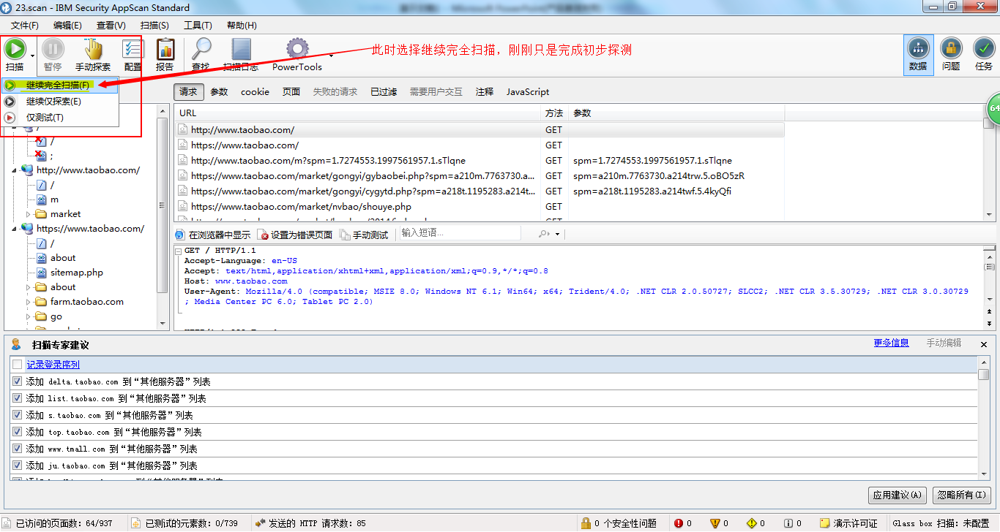 23.scan - IBM Security AppScan Standard
文件(F) 编辑(E) 查看(V) 扫描(S) 工具(T) 帮助(H)
扫描 暂停 手动探索 配置 报告 查找 扫描日志 PowerTools 数据 问题 任务
此时选择继续完全扫描，刚刚只是完成初步探测
继续完全扫描(F)
继续仅探索(E)
仅测试(T)
请求 参数 cookie 页面 失败的请求 已过滤 需要用户交互 注释 JavaScript
64
/
/
;
http://www.taobao.com/
/
m
market
https://www.taobao.com/
/
about
sitemap.php
about
farm.taobao.com
go
URL 方法 参数
http://www.taobao.com/ GET
https://www.taobao.com/ GET
http://www.taobao.com/m?spm=1.7274553.1997561957.1.sTlqne GET spm=1.7274553.1997561957.1.sTlqne
https://www.taobao.com/market/gongyi/gybaobei.php?spm=a210m.7763730.a... GET spm=a210m.7763730.a214trw.5.oBO5zR
https://www.taobao.com/market/gongyi/cygytd.php?spm=a218t.1195283.a214t... GET spm=a218t.1195283.a214twf.5.4kyQfi
https://www.taobao.com/market/nvbao/shouye.php GET
在浏览器中显示 设置为错误页面 手动测试 输入短语...
GET / HTTP/1.1
Accept-Language: en-US
Accept: text/html,application/xhtml+xml,application/xml;q=0.9,*/*;q=0.8
Host: www.taobao.com
User-Agent: Mozilla/4.0 (compatible; MSIE 8.0; Windows NT 6.1; Win64; x64; Trident/4.0; .NET CLR 2.0.50727; SLCC2; .NET CLR 3.5.30729; .NET CLR 3.0.30729
; Media Center PC 6.0; Tablet PC 2.0)
扫描专家建议 更多信息 手动编辑
记录登录序列
添加 delta.taobao.com 到“其他服务器”列表
添加 list.taobao.com 到“其他服务器”列表
添加 s.taobao.com 到“其他服务器”列表
添加 top.taobao.com 到“其他服务器”列表
添加 www.tmall.com 到“其他服务器”列表
添加 ju.taobao.com 到“其他服务器”列表
应用建议(A) 忽略所有(I)
已访问的页面数: 64/937 已测试的元素数: 0/739 发送的 HTTP 请求数: 85 0 个安全性问题 0 0 0 0 演示许可证 Glass box 扫描: 未配置